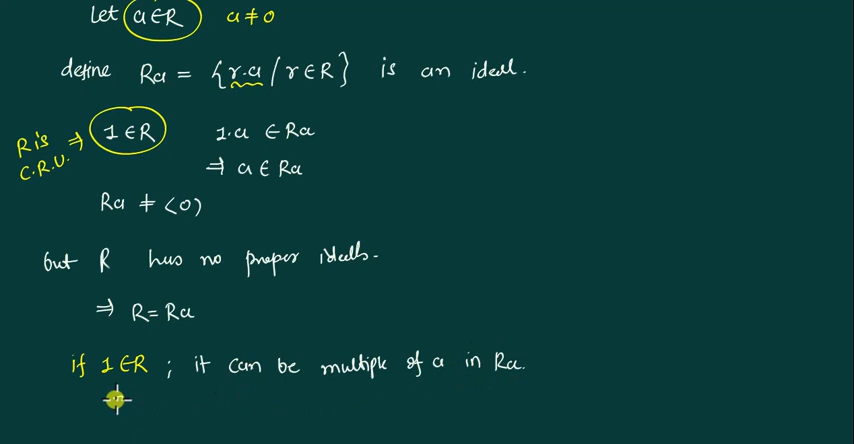 Let a∈R a ≠ 0
define Ra = {r.a / r∈R} is an ideal.
R is C.R.U. ⇒ 1∈R 1.a ∈ Ra
⇒ a ∈ Ra
Ra ≠ (0)
but R has no proper ideals.
⇒ R = Ra
if 1∈R ; it can be multiple of a in Ra.